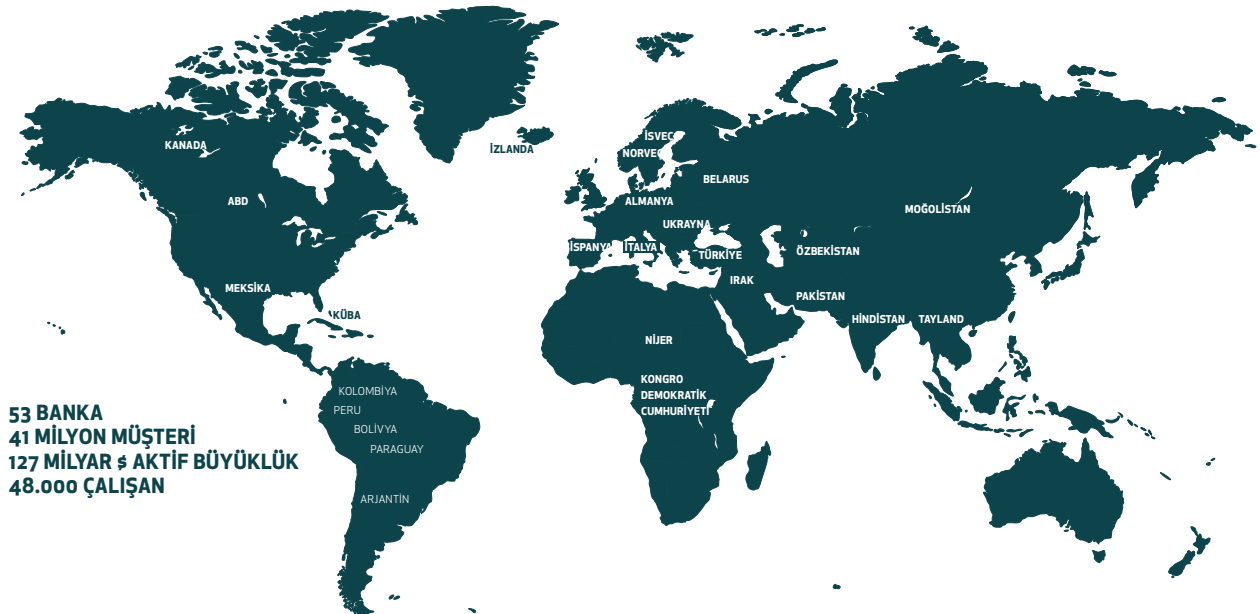 KANADA
İZLANDA
İSVEÇ
NORVEÇ
BELARUS
ABD
ALMANYA
MOĞOLİSTAN
UKRAYNA
İSPANYA
İTALYA
TÜRKİYE
ÖZBEKİSTAN
IRAK
MEKSİKA
PAKİSTAN
KÜBA
HİNDİSTAN
TAYLAND
NİJER
KONGRO
DEMOKRATİK
CUMHURİYETİ
KOLOMBİYA
PERU
BOLİVYA
PARAGUAY
ARJANTİN
53 BANKA
41 MİLYON MÜŞTERİ
127 MİLYAR $ AKTİF BÜYÜKLÜK
48.000 ÇALIŞAN